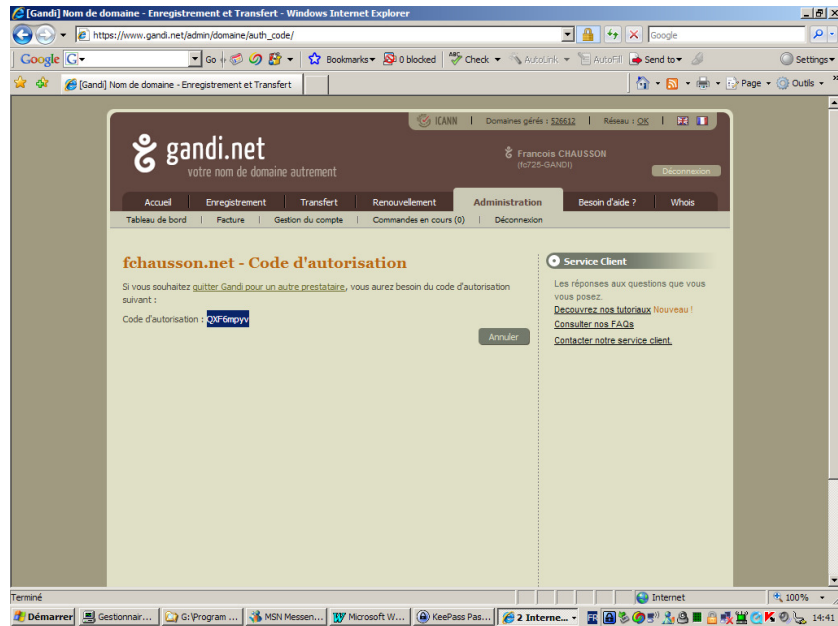 [Gandi] Nom de domaine - Enregistrement et Transfert - Windows Internet Explorer
https://www.gandi.net/admin/domaine/auth_code/
Google
Google G Go Bookmarks 0 blocked Check AutoLink AutoFill Send to Settings
[Gandi] Nom de domaine - Enregistrement et Transfert
Page Outils
ICANN | Domaines gérés : 526612 | Réseau : OK |
gandi.net
votre nom de domaine autrement
Francois CHAUSSON
(fc725-GANDI)
Déconnexion
Accueil Enregistrement Transfert Renouvellement Administration Besoin d'aide ? Whois
Tableau de bord | Facture | Gestion du compte | Commandes en cours (0) | Déconnexion
fchausson.net - Code d'autorisation
Si vous souhaitez quitter Gandi pour un autre prestataire, vous aurez besoin du code d'autorisation
suivant :
Code d'autorisation : QXF6mpyv
Annuler
Service Client
Les réponses aux questions que vous
vous posez.
Decouvrez nos tutoriaux Nouveau !
Consulter nos FAQs
Contacter notre service client.
Terminé
Internet
100%
Démarrer Gestionnair... G:\Program ... MSN Messen... Microsoft W... KeePass Pas... 2 Interne... FR 14:41